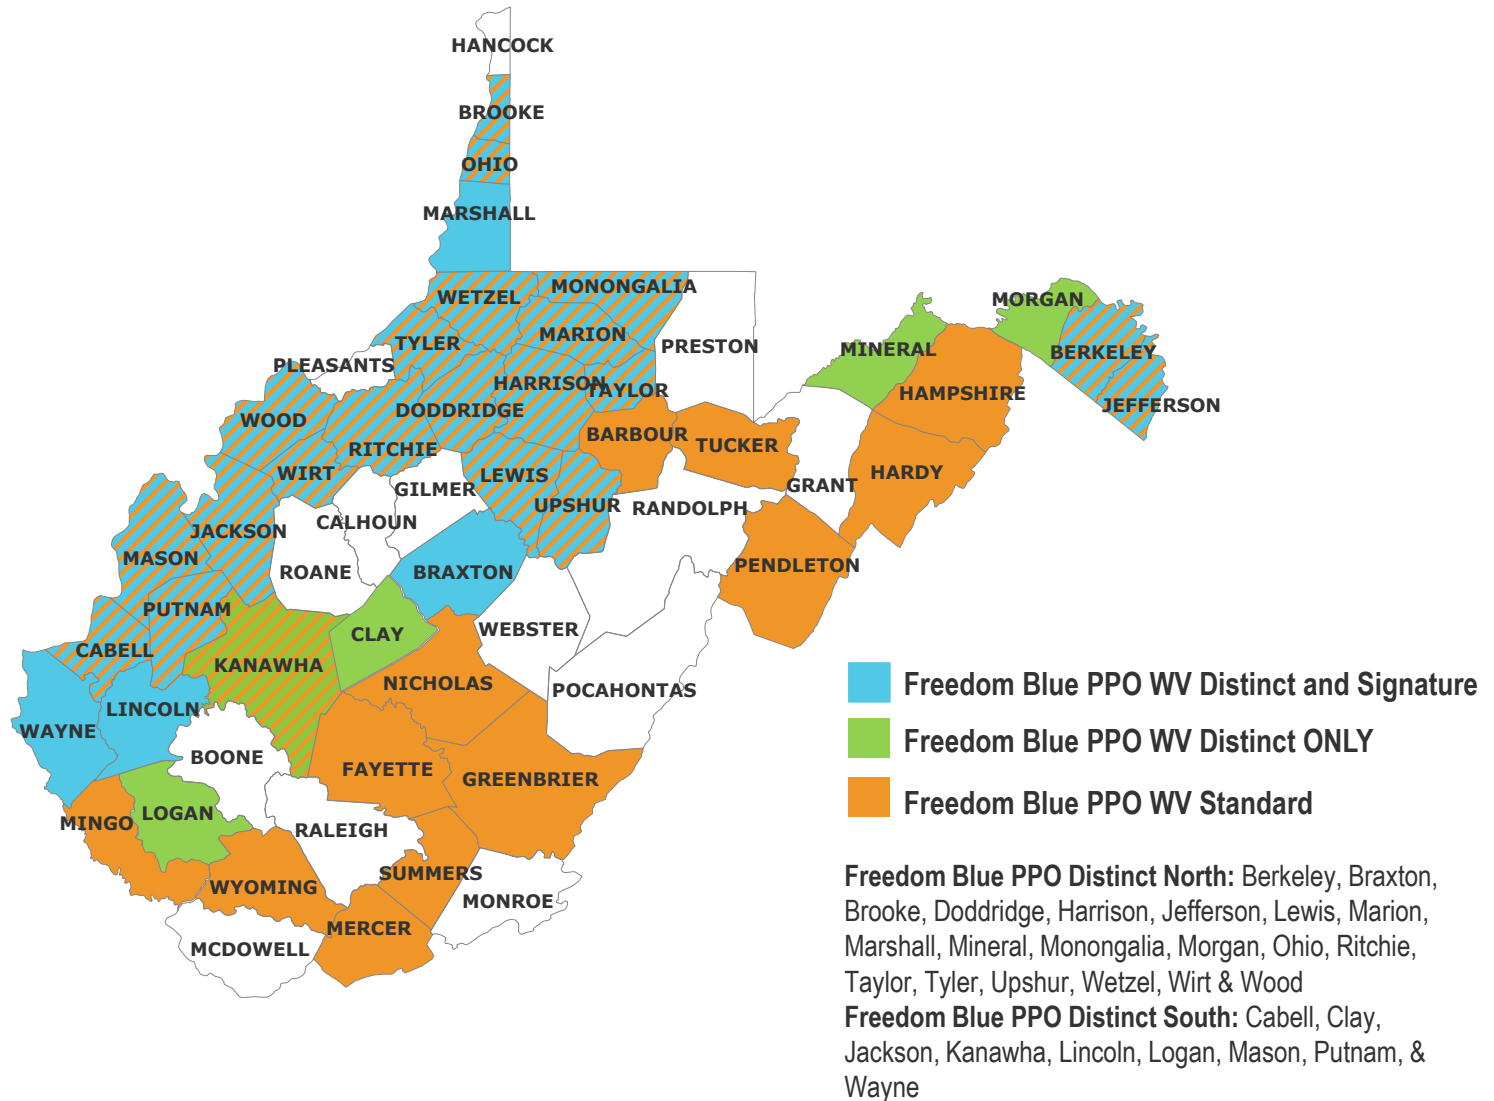 HANCOCK
BROOKE
OHIO
MARSHALL
WETZEL
MONONGALIA
MORGAN
MARION
TYLER
PRESTON
MINERAL
BERKELEY
PLEASANTS
HARRISON
TAYLOR
HAMPSHIRE
JEFFERSON
DODDRIDGE
WOOD
BARBOUR
TUCKER
RITCHIE
WIRT
LEWIS
HARDY
GILMER
GRANT
UPSHUR
RANDOLPH
CALHOUN
JACKSON
MASON
ROANE
BRAXTON
PENDLETON
PUTNAM
CLAY
WEBSTER
CABELL
KANAWHA
NICHOLAS
POCAHONTAS
LINCOLN
WAYNE
BOONE
FAYETTE
GREENBRIER
LOGAN
MINGO
RALEIGH
SUMMERS
WYOMING
MONROE
MERCER
MCDOWELL
Freedom Blue PPO WV Distinct and Signature
Freedom Blue PPO WV Distinct ONLY
Freedom Blue PPO WV Standard
Freedom Blue PPO Distinct North: Berkeley, Braxton,
Brooke, Doddridge, Harrison, Jefferson, Lewis, Marion,
Marshall, Mineral, Monongalia, Morgan, Ohio, Ritchie,
Taylor, Tyler, Upshur, Wetzel, Wirt & Wood
Freedom Blue PPO Distinct South: Cabell, Clay,
Jackson, Kanawha, Lincoln, Logan, Mason, Putnam, &
Wayne